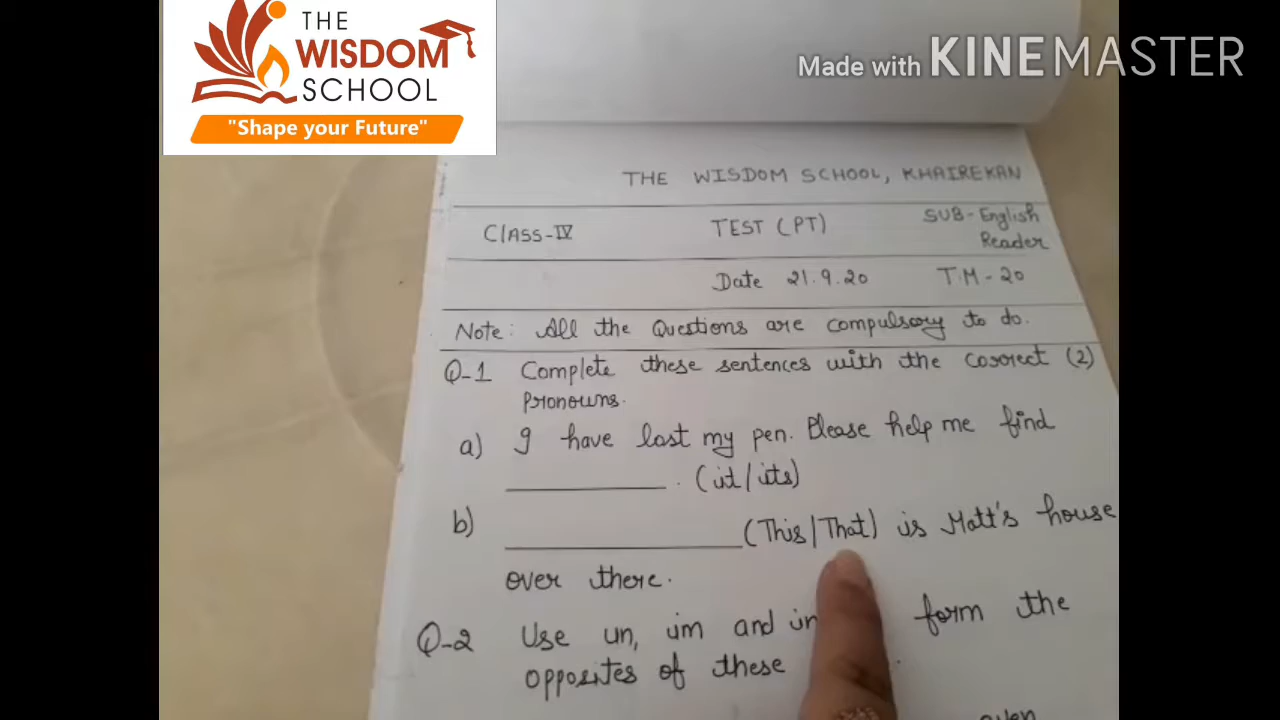 THE
WISDOM
SCHOOL
"Shape your Future"
Made with KINEMASTER
THE WISDOM SCHOOL, KHAIREKAN
Class-IV TEST (PT) SUB- English
Reader
Date 21.9.20 T.M-20
Note: All the Questions are compulsory to do.
Q-1 Complete these sentences with the correct (2)
pronouns.
a) I have lost my pen. Please help me find
__________. (it/its)
b) __________ (This/That) is Matt's house
over there.
Q-2 Use un, im and in form the
opposites of these